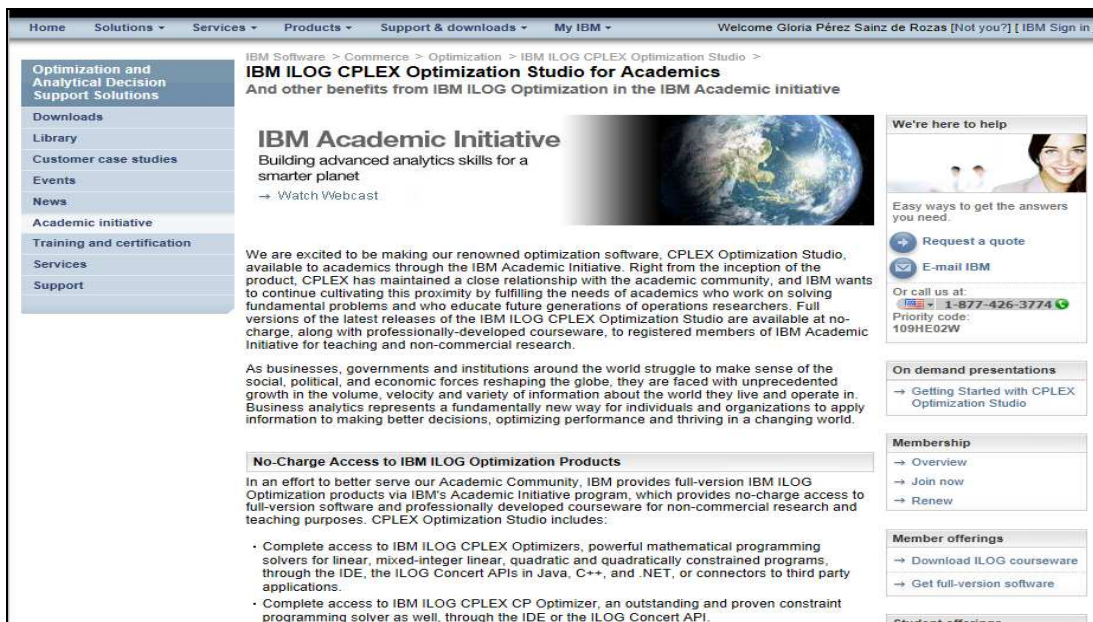 Home Solutions Services Products Support & downloads My IBM Welcome Gloria Pérez Sainz de Rozas [Not you?] [ IBM Sign in
Optimization and
Analytical Decision
Support Solutions
Downloads
Library
Customer case studies
Events
News
Academic initiative
Training and certification
Services
Support
IBM Software > Commerce > Optimization > IBM ILOG CPLEX Optimization Studio >
IBM ILOG CPLEX Optimization Studio for Academics
And other benefits from IBM ILOG Optimization in the IBM Academic initiative
IBM Academic Initiative
Building advanced analytics skills for a
smarter planet
→ Watch Webcast
We are excited to be making our renowned optimization software, CPLEX Optimization Studio,
available to academics through the IBM Academic Initiative. Right from the inception of the
product, CPLEX has maintained a close relationship with the academic community, and IBM wants
to continue cultivating this proximity by fulfilling the needs of academics who work on solving
fundamental problems and who educate future generations of operations researchers. Full
versions of the latest releases of the IBM ILOG CPLEX Optimization Studio are available at no-
charge, along with professionally-developed courseware, to registered members of IBM Academic
Initiative for teaching and non-commercial research.
As businesses, governments and institutions around the world struggle to make sense of the
social, political, and economic forces reshaping the globe, they are faced with unprecedented
growth in the volume, velocity and variety of information about the world they live and operate in.
Business analytics represents a fundamentally new way for individuals and organizations to apply
information to making better decisions, optimizing performance and thriving in a changing world.
No-Charge Access to IBM ILOG Optimization Products
In an effort to better serve our Academic Community, IBM provides full-version IBM ILOG
Optimization products via IBM's Academic Initiative program, which provides no-charge access to
full-version software and professionally developed courseware for non-commercial research and
teaching purposes. CPLEX Optimization Studio includes:
· Complete access to IBM ILOG CPLEX Optimizers, powerful mathematical programming
solvers for linear, mixed-integer linear, quadratic and quadratically constrained programs,
through the IDE, the ILOG Concert APIs in Java, C++, and .NET, or connectors to third party
applications.
· Complete access to IBM ILOG CPLEX CP Optimizer, an outstanding and proven constraint
programming solver as well, through the IDE or the ILOG Concert API.
We're here to help
Easy ways to get the answers
you need.
Request a quote
E-mail IBM
Or call us at:
1-877-426-3774
Priority code:
109HE02W
On demand presentations
→ Getting Started with CPLEX
Optimization Studio
Membership
→ Overview
→ Join now
→ Renew
Member offerings
→ Download ILOG courseware
→ Get full-version software
Student offerings